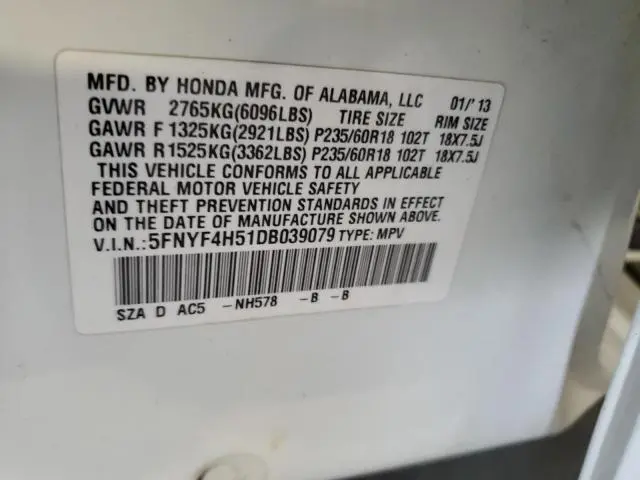 MFD. BY HONDA MFG. OF ALABAMA, LLC 01/'13
GVWR 2765KG(6096LBS) TIRE SIZE RIM SIZE
GAWR F 1325KG(2921LBS) P235/60R18 102T 18X7.5J
GAWR R 1525KG(3362LBS) P235/60R18 102T 18X7.5J
THIS VEHICLE CONFORMS TO ALL APPLICABLE
FEDERAL MOTOR VEHICLE SAFETY
AND THEFT PREVENTION STANDARDS IN EFFECT
ON THE DATE OF MANUFACTURE SHOWN ABOVE.
V.I.N.:5FNYF4H51DB039079 TYPE: MPV
SZA D AC5 -NH578 -B -B